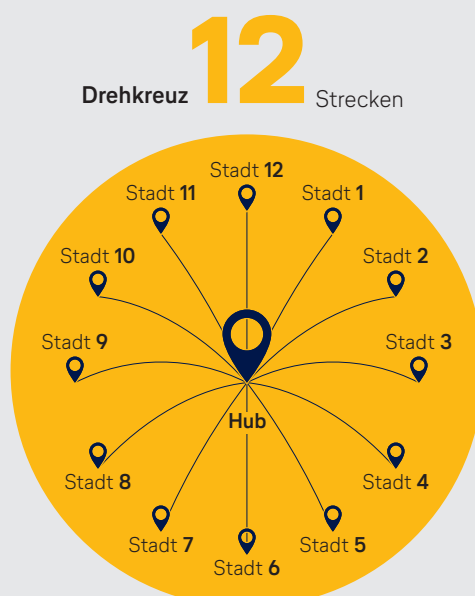 Drehkreuz 12 Strecken
Stadt 12
Stadt 11
Stadt 1
Stadt 10
Stadt 2
Stadt 9
Stadt 3
Hub
Stadt 8
Stadt 4
Stadt 7
Stadt 5
Stadt 6